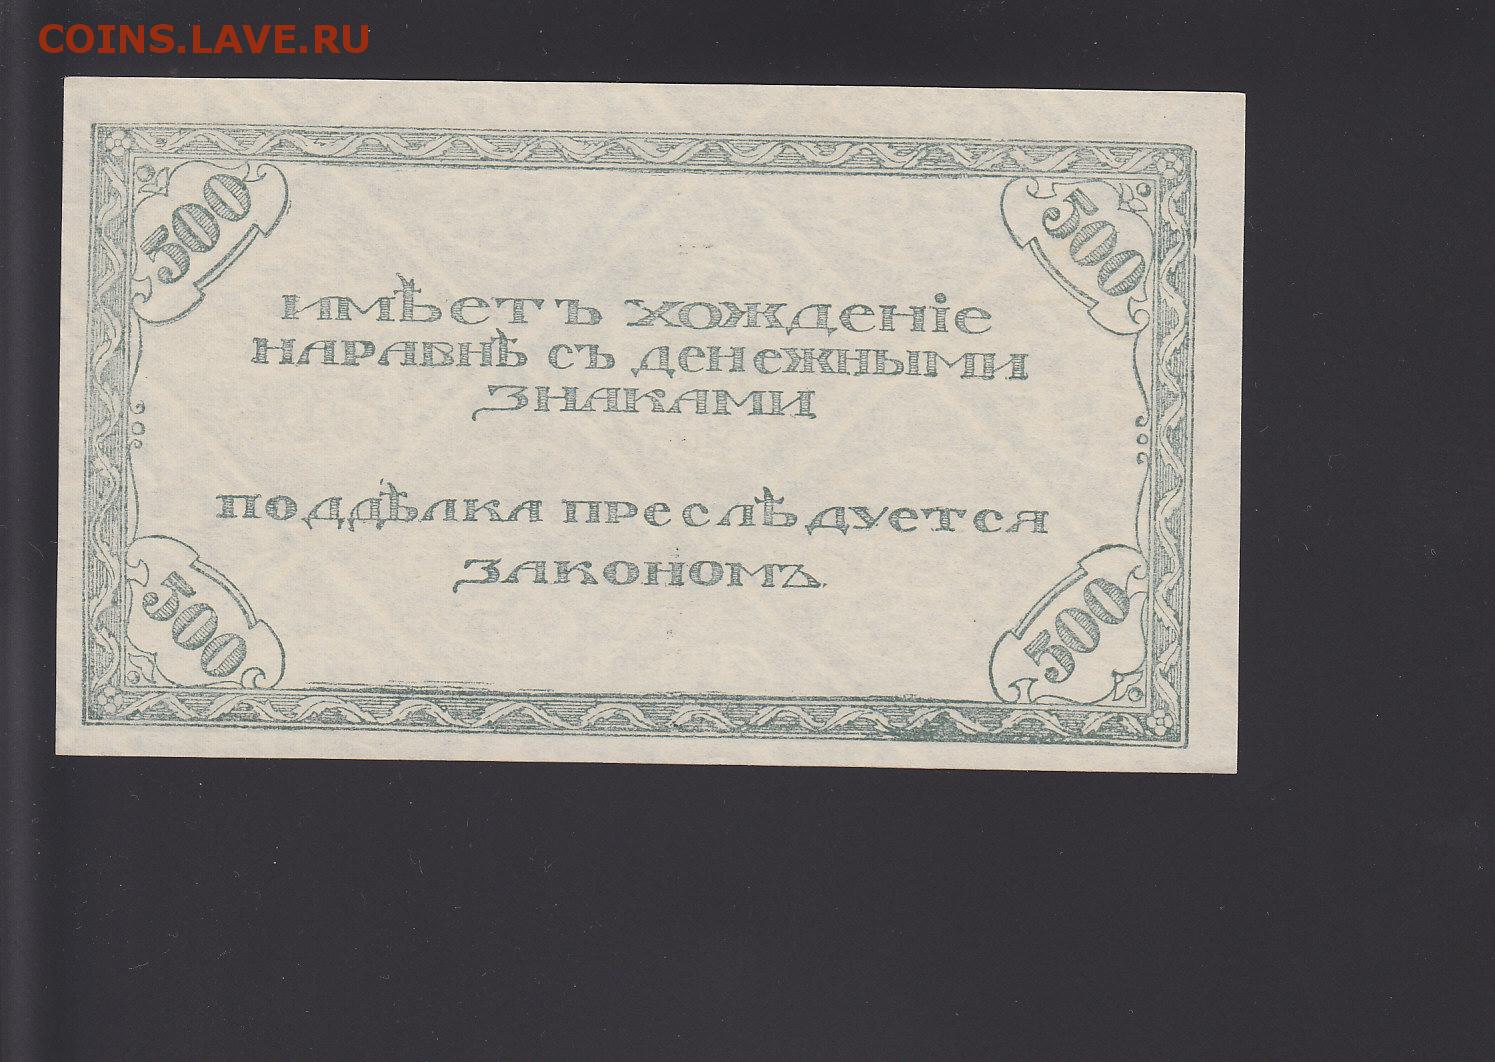 COINS.LAVE.RU
500
500
имѣетъ хожденіе
наравнѣ съ денежными
знаками
поддѣлка преслѣдуется
закономъ.
500
500